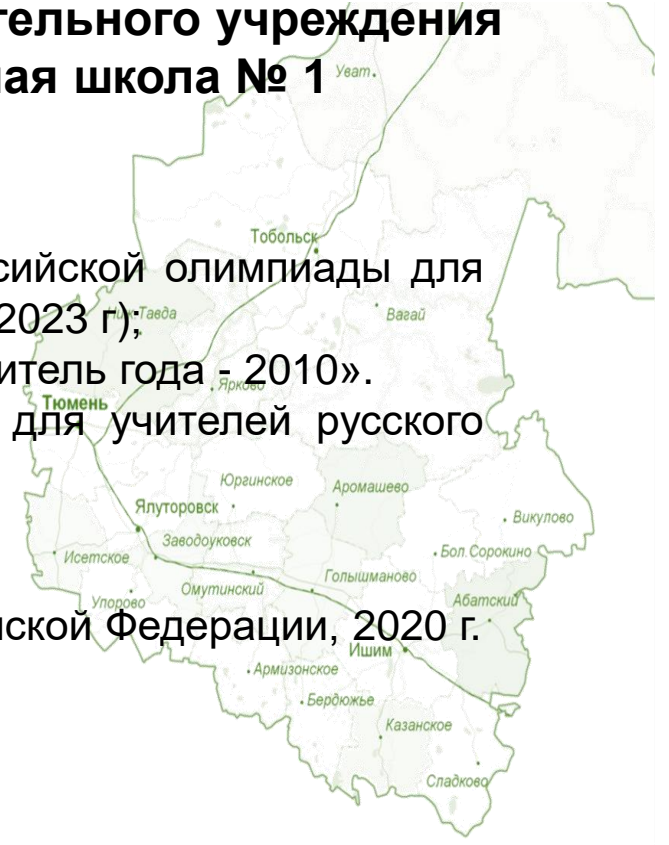 тельного учреждения
ная школа № 1
Уват
Тобольск
сийской олимпиады для
Ниж-Тавда
2023 г);
Вагай
итель года - 2010».
Ярково
Тюмень
для учителей русского
Юргинское
Аромашево
Ялуторовск
Викулово
Заводоуковск
Бол.Сорокино
Исетское
Голышманово
Омутинский
Абатский
Упорово
ской Федерации, 2020 г.
Ишим
Армизонское
Бердюжье
Казанское
Сладково